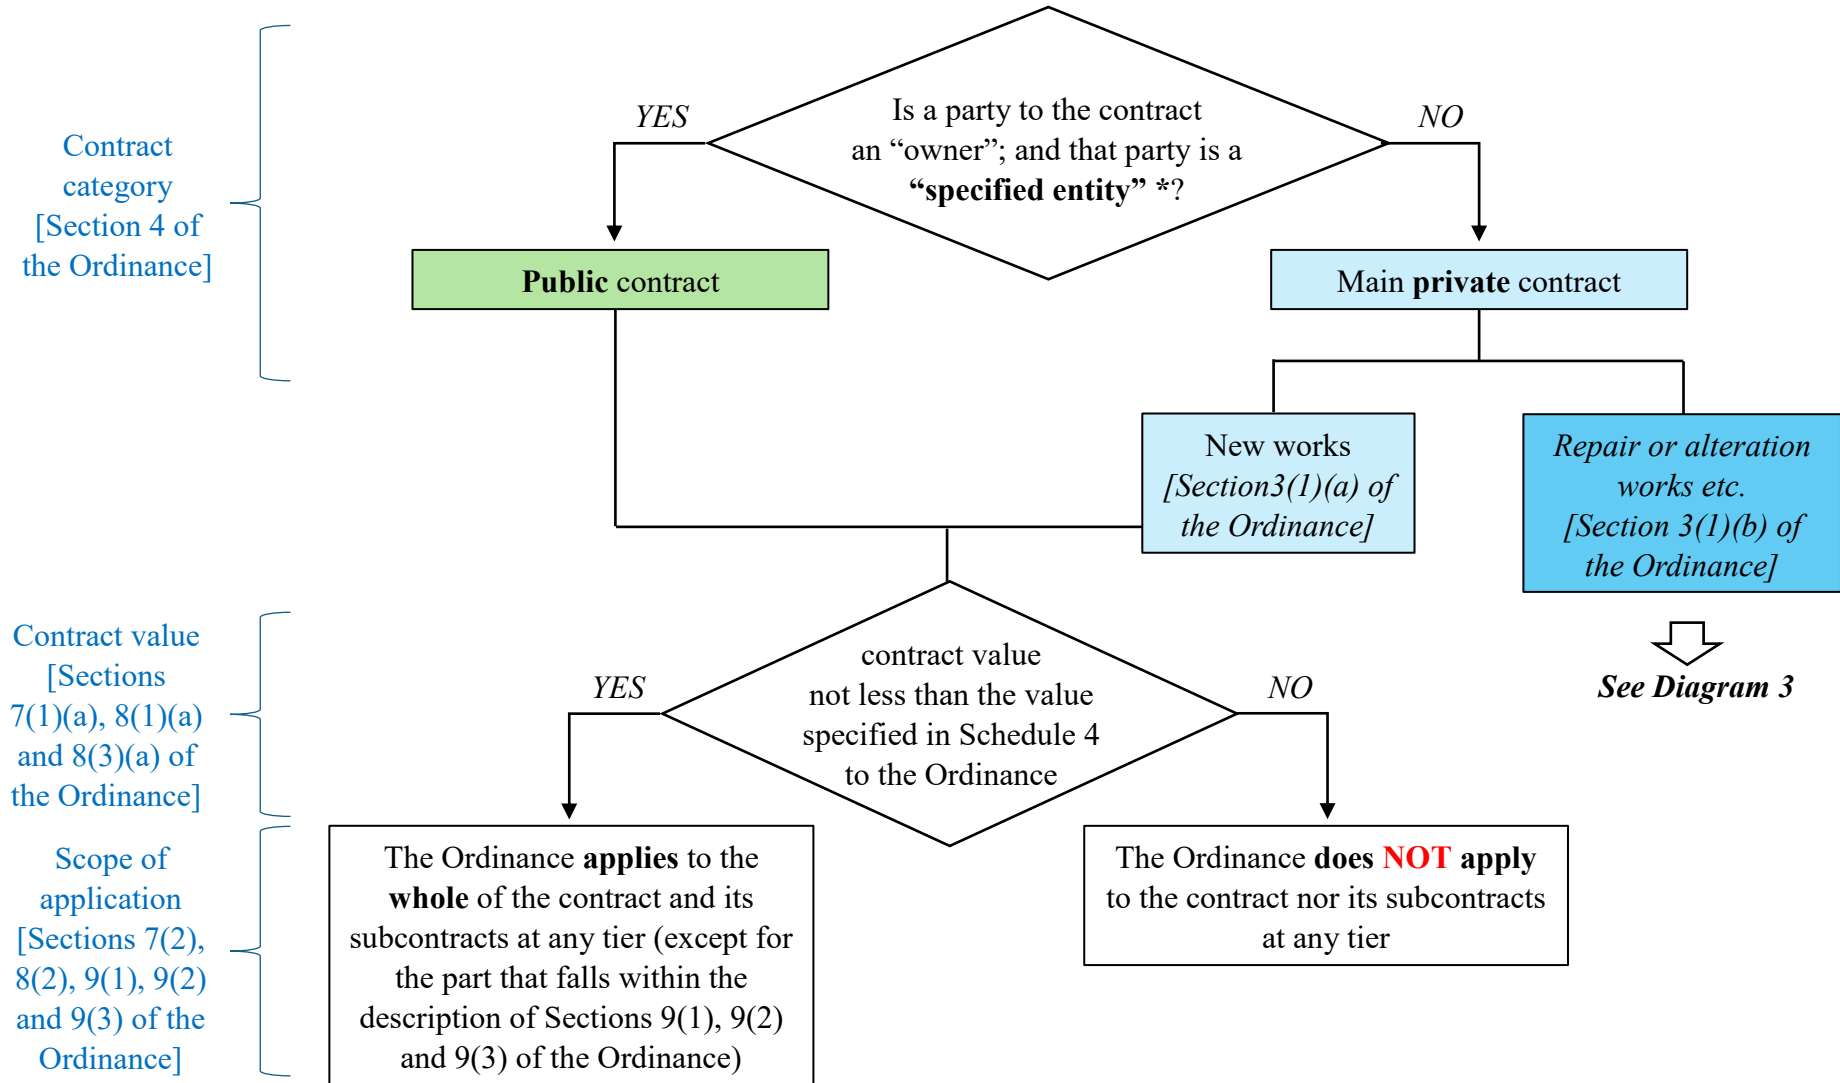 Is a party to the contract
an “owner”; and that party is a
“specified entity” *?
YES
NO
Contract
category
[Section 4 of
the Ordinance]
Public contract
Main private contract
New works
[Section3(1)(a) of
the Ordinance]
Repair or alteration
works etc.
[Section 3(1)(b) of
the Ordinance]
See Diagram 3
Contract value
[Sections
7(1)(a), 8(1)(a)
and 8(3)(a) of
the Ordinance]
contract value
not less than the value
specified in Schedule 4
to the Ordinance
YES
NO
Scope of
application
[Sections 7(2),
8(2), 9(1), 9(2)
and 9(3) of the
Ordinance]
The Ordinance applies to the
whole of the contract and its
subcontracts at any tier (except for
the part that falls within the
description of Sections 9(1), 9(2)
and 9(3) of the Ordinance)
The Ordinance does NOT apply
to the contract nor its subcontracts
at any tier